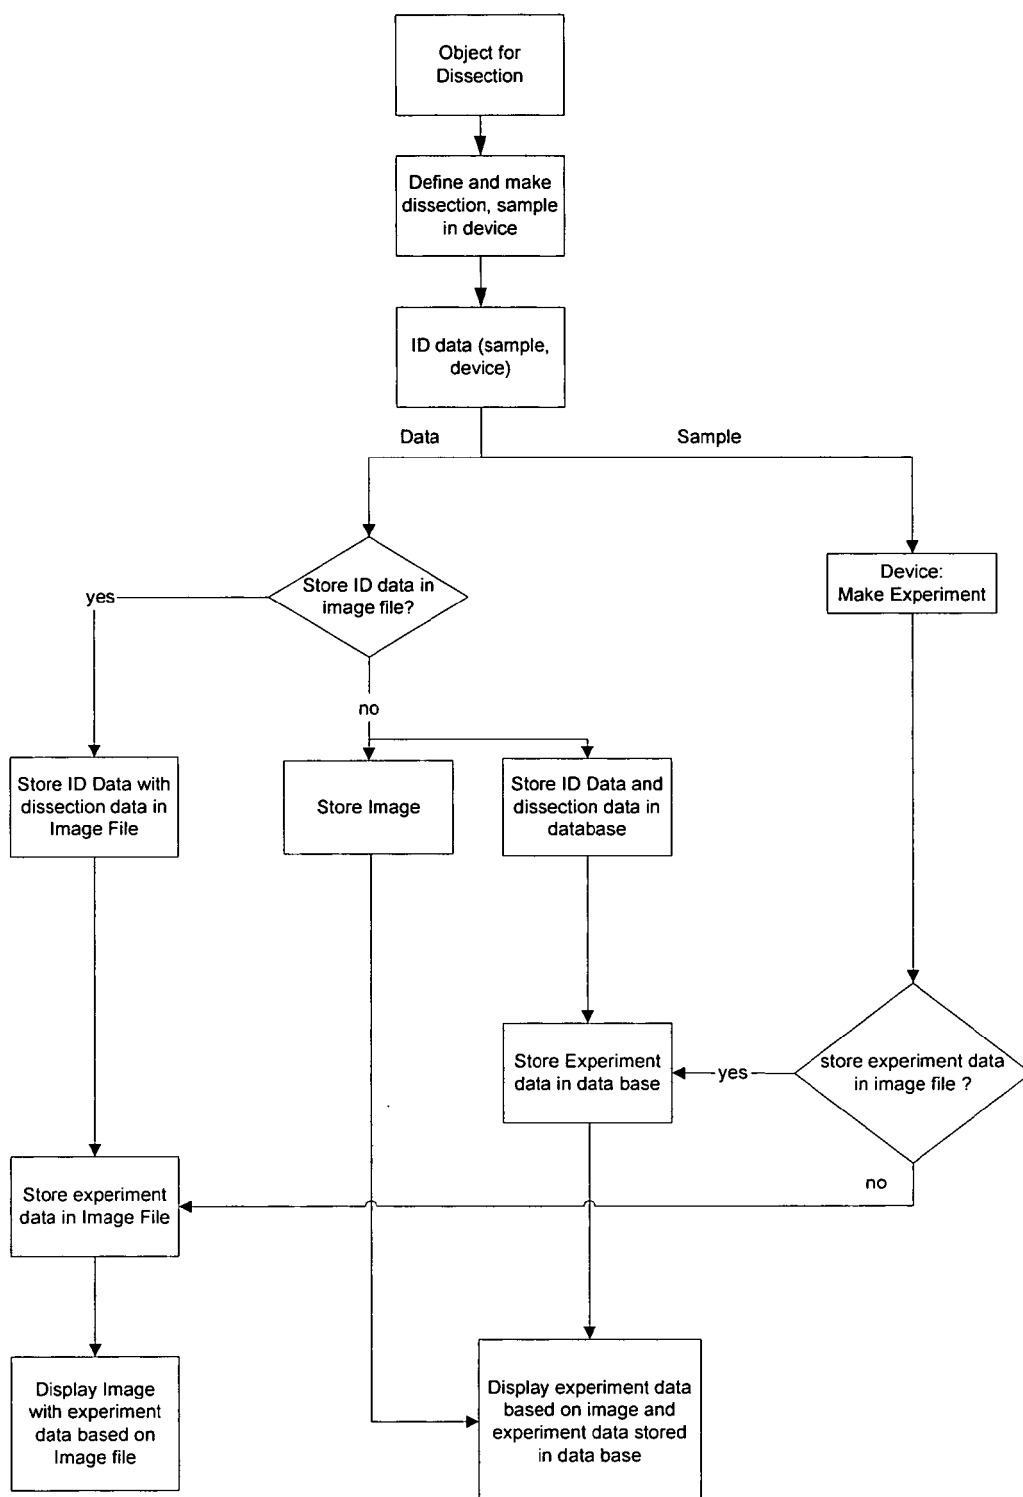 Object for
Dissection
Define and make
dissection, sample
in device
ID data (sample,
device)
Data
Sample
Store ID data in
image file?
yes
Device:
Make Experiment
no
Store ID Data with
dissection data in
Image File
Store Image
Store ID Data and
dissection data in
database
Store Experiment
data in data base
yes
store experiment data
in image file ?
no
Store experiment
data in Image File
Display Image
with experiment
data based on
Image file
Display experiment data
based on image and
experiment data stored
in data base